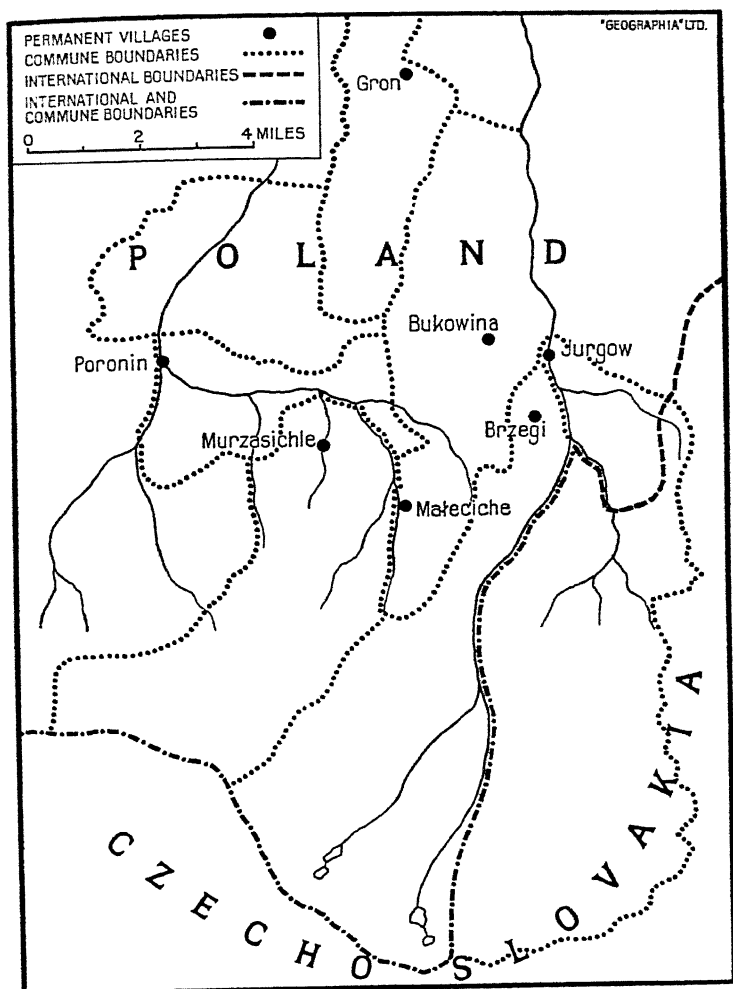 "GEOGRAPHIA" LTD.
PERMANENT VILLAGES
COMMUNE BOUNDARIES
INTERNATIONAL BOUNDARIES
INTERNATIONAL AND
COMMUNE BOUNDARIES
0 2 4 MILES
Gron
POLAND
Bukowina
Jurgow
Poronin
Brzegi
Murzasichle
Małeciche
CZECHOSLOVAKIA